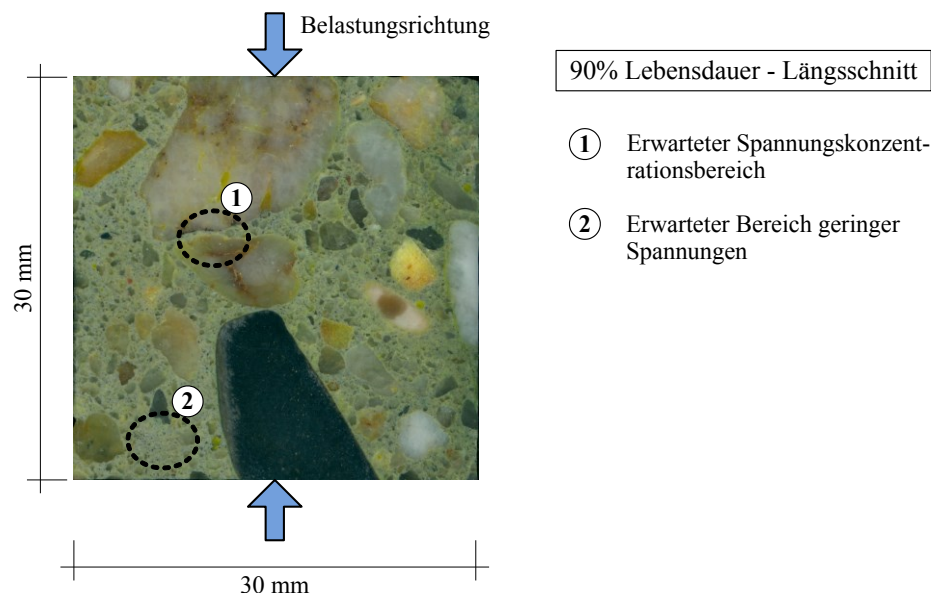 Belastungsrichtung
90% Lebensdauer - Längsschnitt
1
Erwarteter Spannungskonzent-
rationsbereich
2
Erwarteter Bereich geringer
Spannungen
1
2
30 mm
30 mm